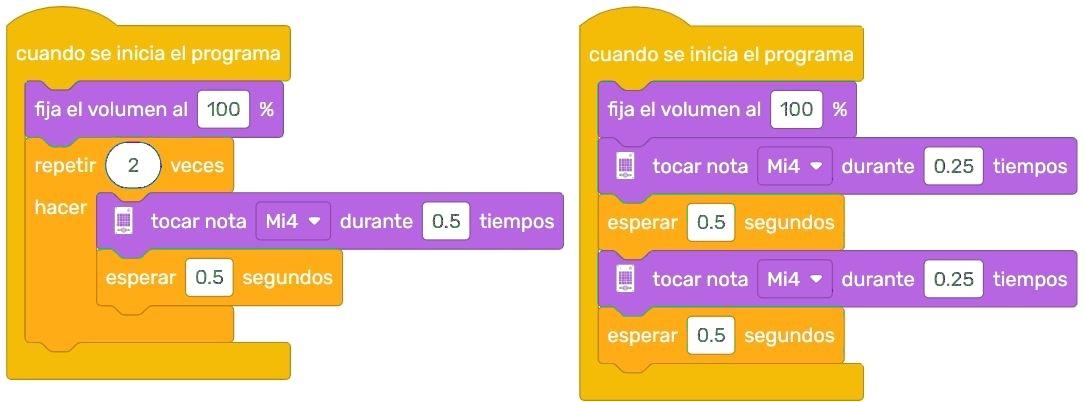 cuando se inicia el programa
fija el volumen al 100 %
repetir 2 veces
hacer
tocar nota Mi4 durante 0.5 tiempos
esperar 0.5 segundos
cuando se inicia el programa
fija el volumen al 100 %
tocar nota Mi4 durante 0.25 tiempos
esperar 0.5 segundos
tocar nota Mi4 durante 0.25 tiempos
esperar 0.5 segundos